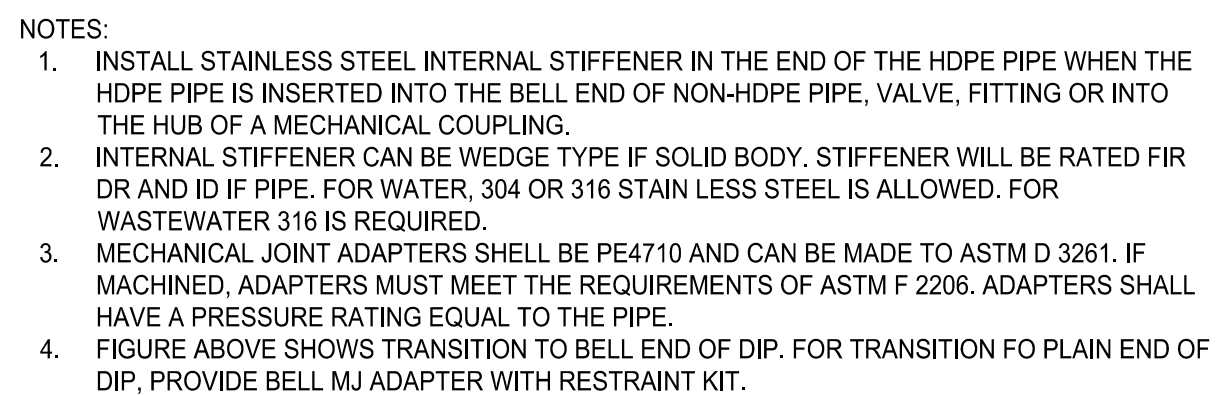 NOTES:
1. INSTALL STAINLESS STEEL INTERNAL STIFFENER IN THE END OF THE HDPE PIPE WHEN THE
HDPE PIPE IS INSERTED INTO THE BELL END OF NON-HDPE PIPE, VALVE, FITTING OR INTO
THE HUB OF A MECHANICAL COUPLING.
2. INTERNAL STIFFENER CAN BE WEDGE TYPE IF SOLID BODY. STIFFENER WILL BE RATED FIR
DR AND ID IF PIPE. FOR WATER, 304 OR 316 STAIN LESS STEEL IS ALLOWED. FOR
WASTEWATER 316 IS REQUIRED.
3. MECHANICAL JOINT ADAPTERS SHELL BE PE4710 AND CAN BE MADE TO ASTM D 3261. IF
MACHINED, ADAPTERS MUST MEET THE REQUIREMENTS OF ASTM F 2206. ADAPTERS SHALL
HAVE A PRESSURE RATING EQUAL TO THE PIPE.
4. FIGURE ABOVE SHOWS TRANSITION TO BELL END OF DIP. FOR TRANSITION FO PLAIN END OF
DIP, PROVIDE BELL MJ ADAPTER WITH RESTRAINT KIT.